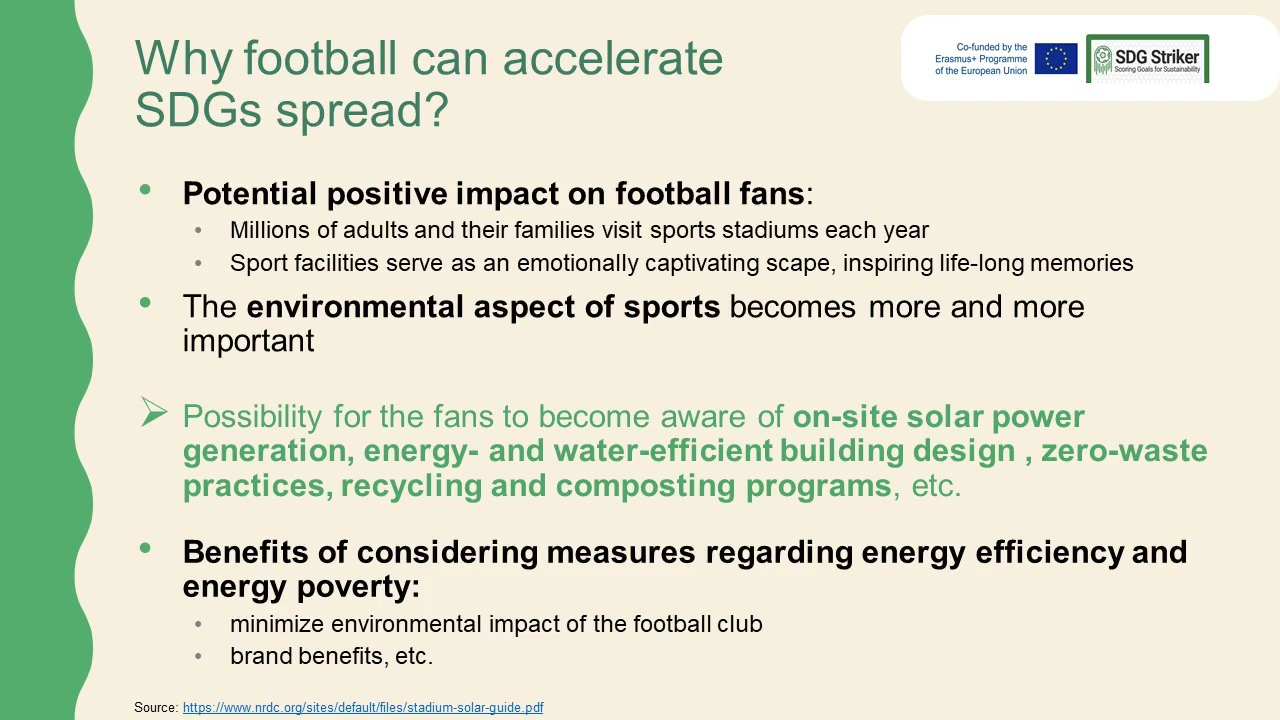 Why football can accelerate
SDGs spread?
Co-funded by the
Erasmus+ Programme
of the European Union
SDG Striker
Scoring Goals for Sustainability
• Potential positive impact on football fans:
• Millions of adults and their families visit sports stadiums each year
• Sport facilities serve as an emotionally captivating scape, inspiring life-long memories
• The environmental aspect of sports becomes more and more
important
➢ Possibility for the fans to become aware of on-site solar power
generation, energy- and water-efficient building design , zero-waste
practices, recycling and composting programs, etc.
• Benefits of considering measures regarding energy efficiency and
energy poverty:
• minimize environmental impact of the football club
• brand benefits, etc.
Source: https://www.nrdc.org/sites/default/files/stadium-solar-guide.pdf